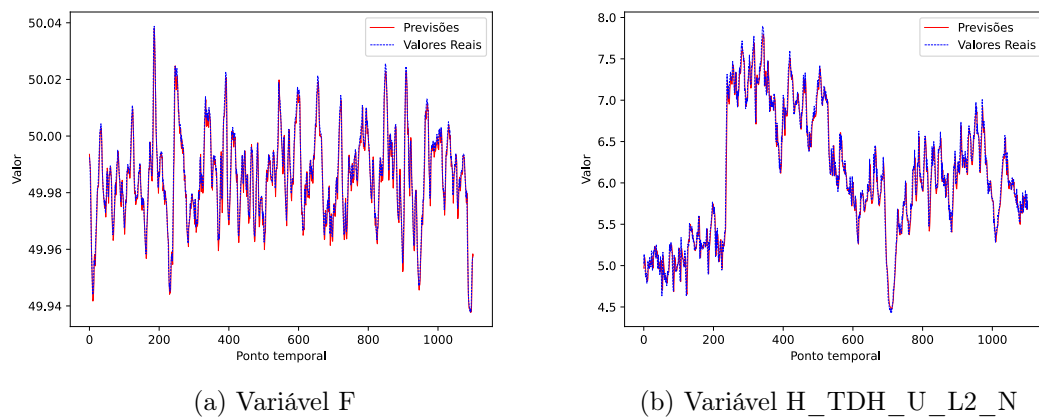 50.04
50.02
50.00
49.98
49.96
49.94
Valor
0 200 400 600 800 1000
Ponto temporal
Previsões
Valores Reais
(a) Variável F
8.0
7.5
7.0
6.5
6.0
5.5
5.0
4.5
Valor
0 200 400 600 800 1000
Ponto temporal
Previsões
Valores Reais
(b) Variável H_TDH_U_L2_N